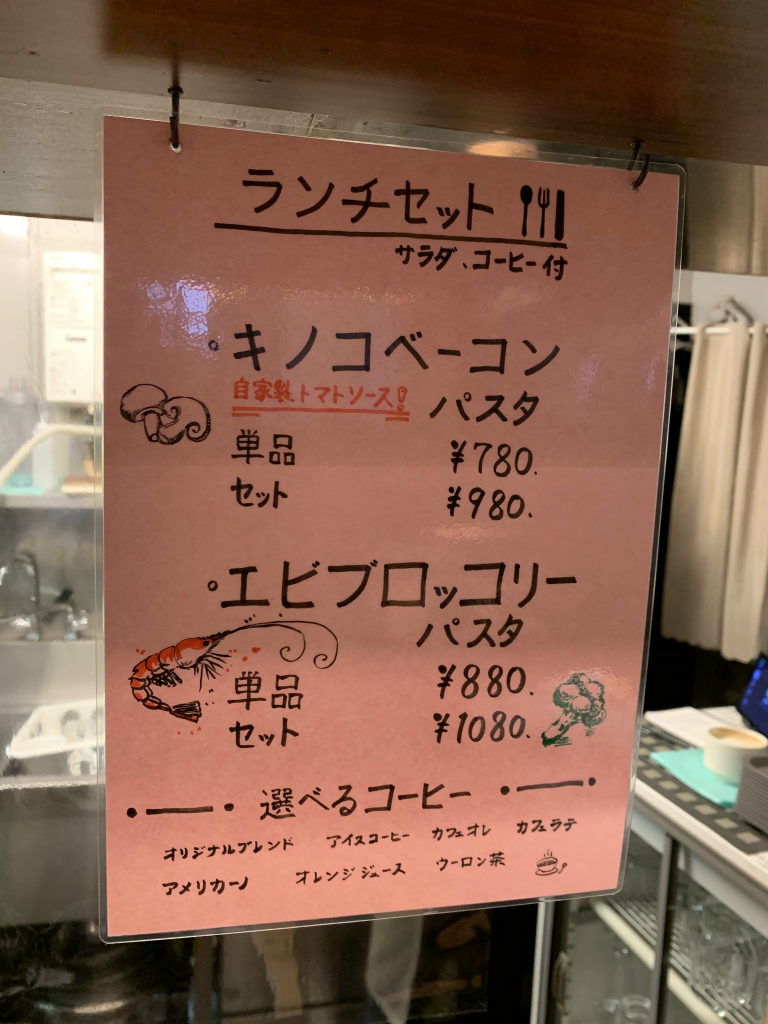 ランチセット
サラダ、コーヒー付
キノコベーコン
自家製トマトソース!
パスタ
単品 ¥780.
セット ¥980.
エビブロッコリー
パスタ
単品 ¥880.
セット ¥1080.
選べるコーヒー
オリジナルブレンド アイスコーヒー カフェオレ カフェラテ
アメリカーノ オレンジジュース ウーロン茶